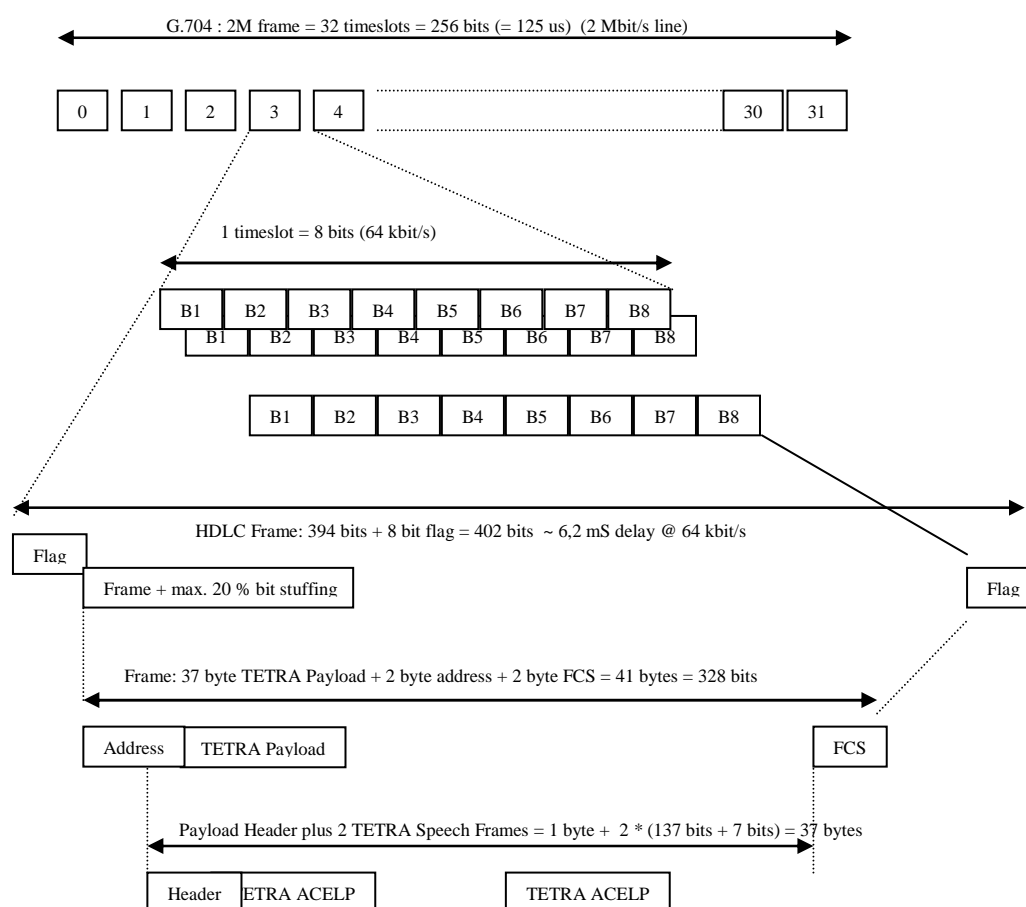 G.704 : 2M frame = 32 timeslots = 256 bits (= 125 us)  (2 Mbit/s line)
0 1 2 3 4 30 31
1 timeslot = 8 bits (64 kbit/s)
B1 B2 B3 B4 B5 B6 B7 B8
B1 B2 B3 B4 B5 B6 B7 B8
B1 B2 B3 B4 B5 B6 B7 B8
HDLC Frame: 394 bits + 8 bit flag = 402 bits  ~ 6,2 mS delay @ 64 kbit/s
Flag
Frame + max. 20 % bit stuffing
Flag
Frame: 37 byte TETRA Payload + 2 byte address + 2 byte FCS = 41 bytes = 328 bits
Address TETRA Payload FCS
Payload Header plus 2 TETRA Speech Frames = 1 byte +  2 * (137 bits + 7 bits) = 37 bytes
Header ETRA ACELP TETRA ACELP